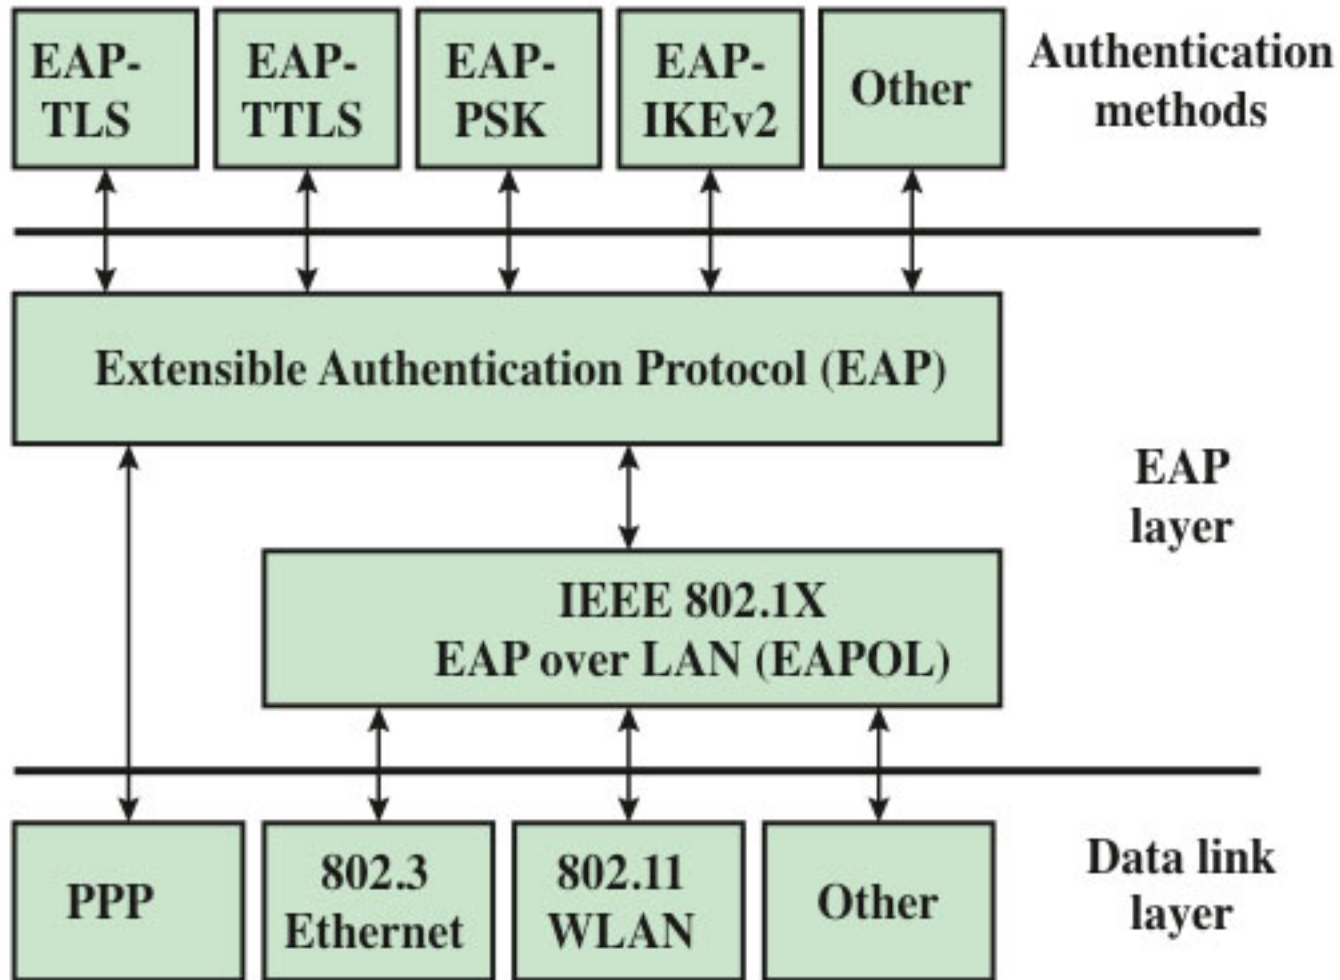 EAP-
TLS
EAP-
TTLS
EAP-
PSK
EAP-
IKEv2
Other
Authentication
methods
Extensible Authentication Protocol (EAP)
EAP
layer
IEEE 802.1X
EAP over LAN (EAPOL)
PPP
802.3
Ethernet
802.11
WLAN
Other
Data link
layer